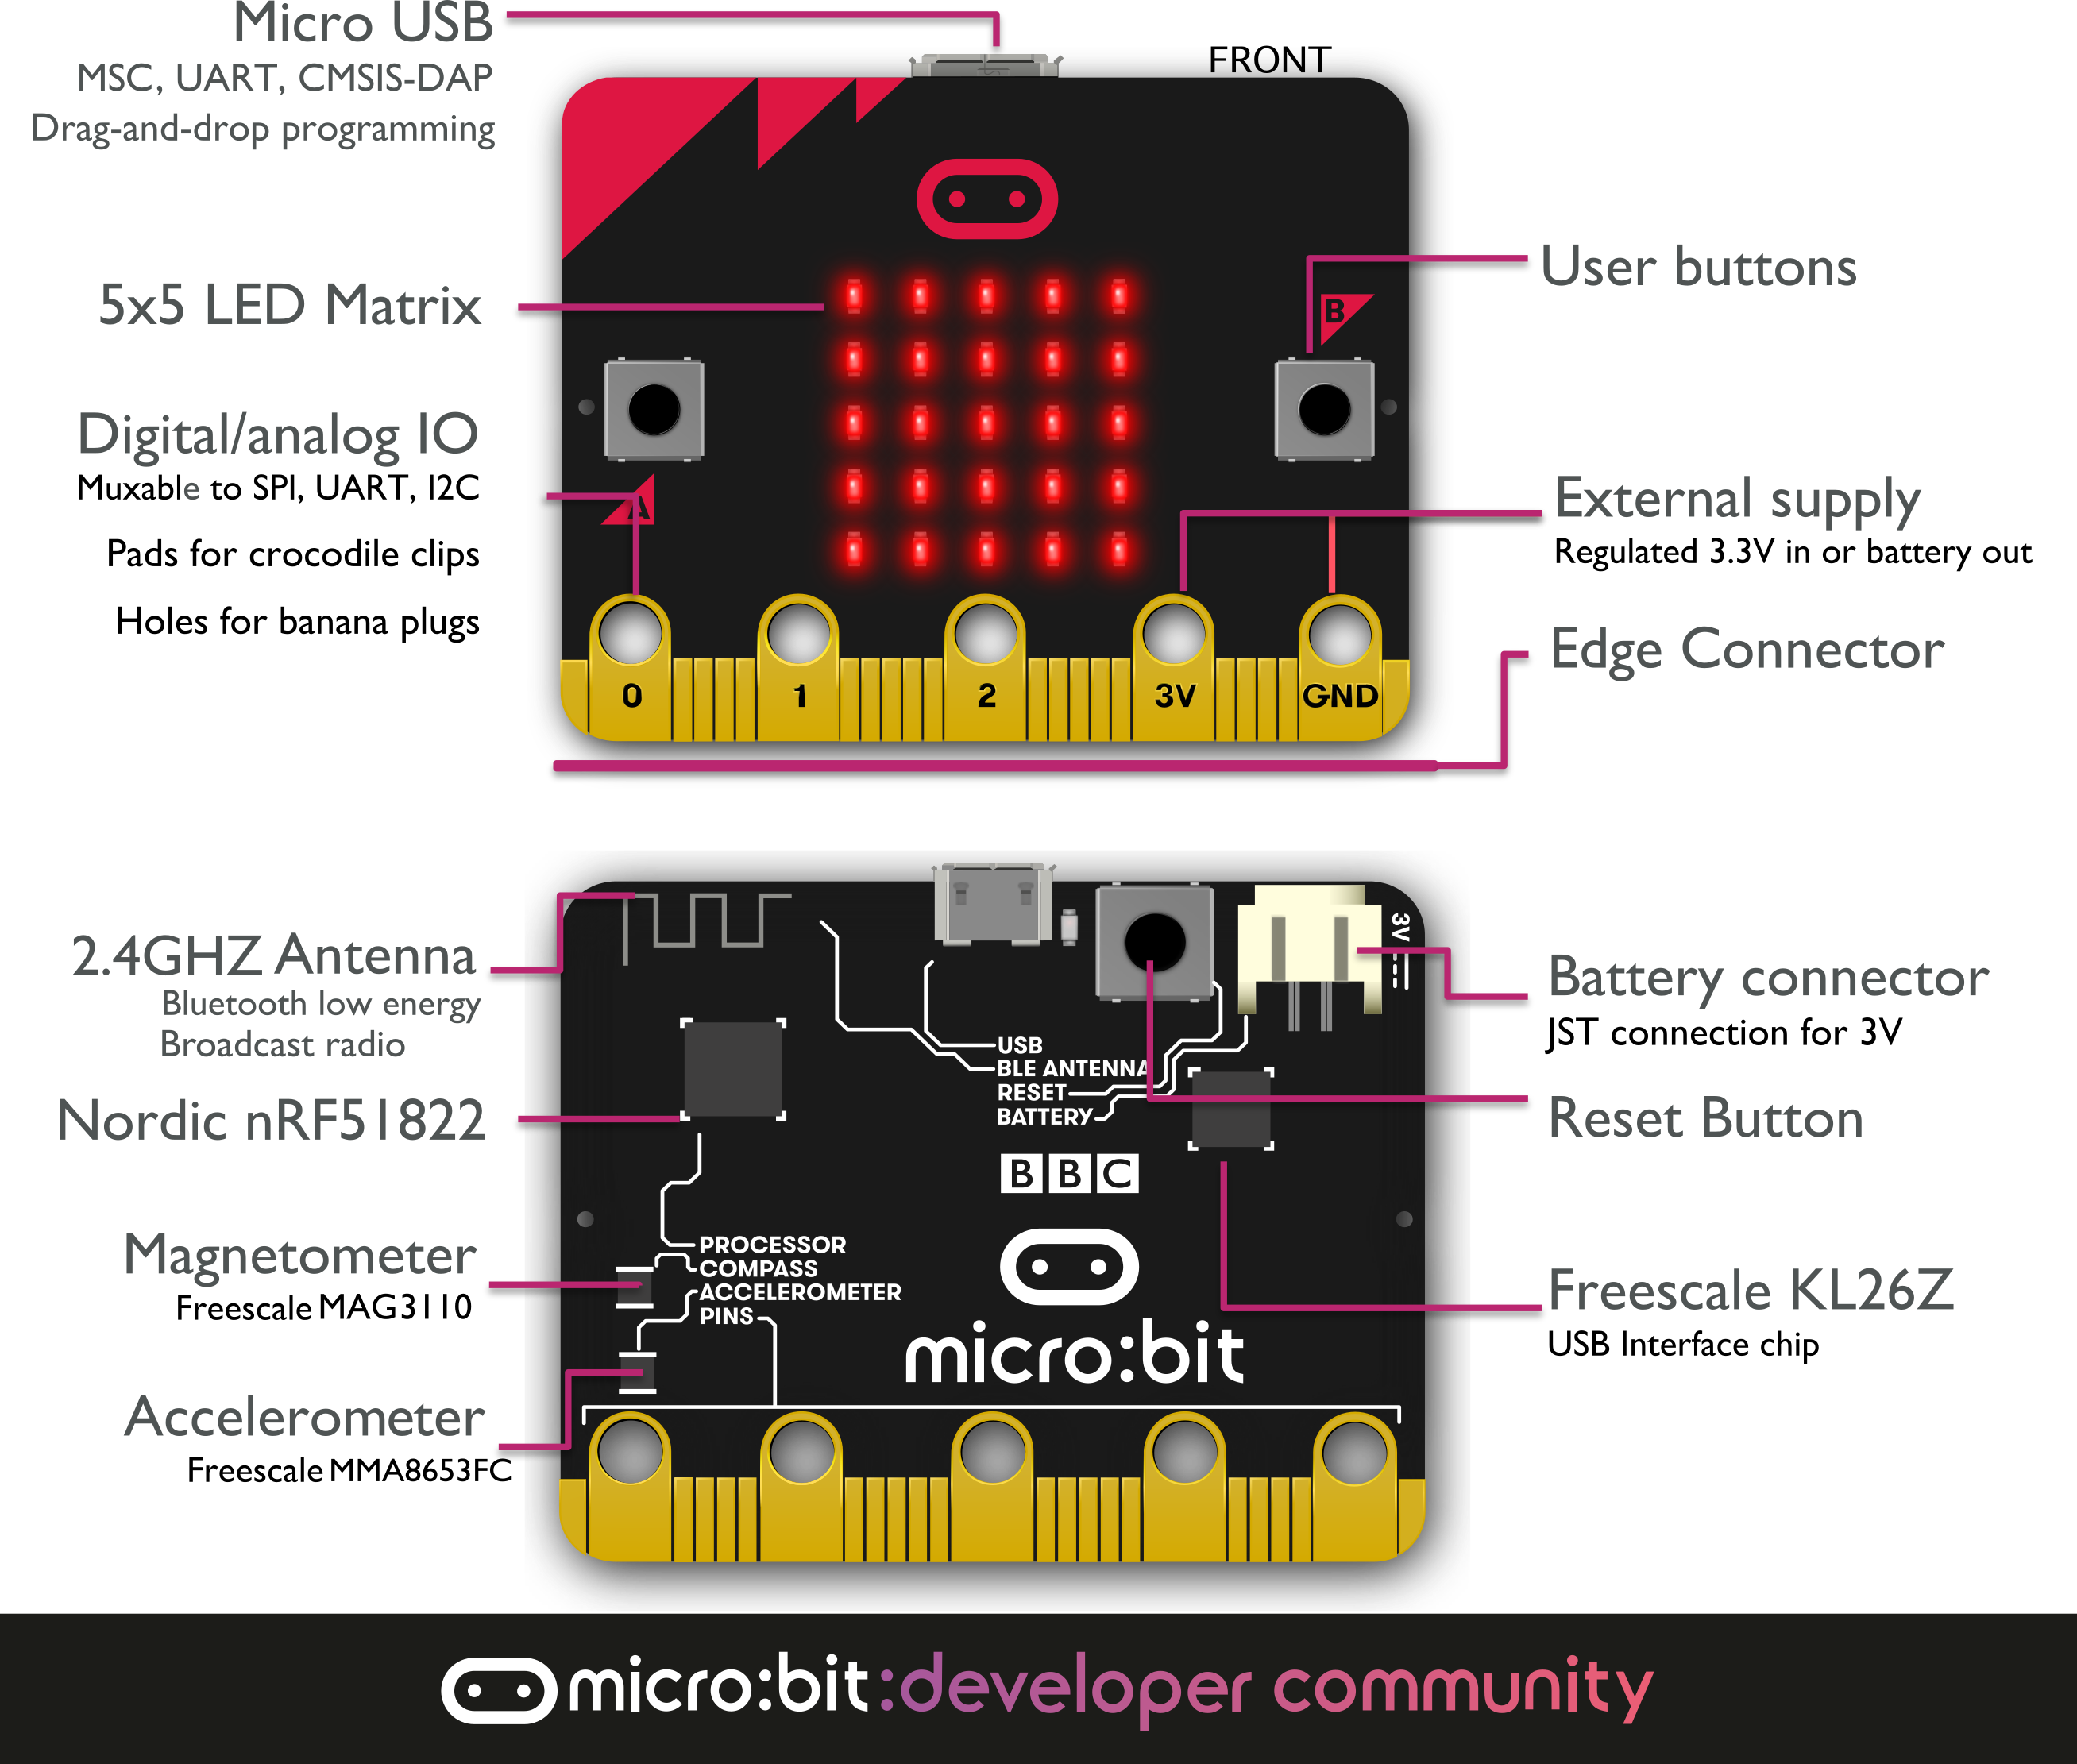 Micro USB
MSC, UART, CMSIS-DAP
Drag-and-drop programming
FRONT
5x5 LED Matrix
User buttons
B
Digital/analog IO
Muxable to SPI, UART, I2C
Pads for crocodile clips
Holes for banana plugs
A
External supply
Regulated 3.3V in or battery out
Edge Connector
0 1 2 3V GND
2.4GHZ Antenna
Bluetooth low energy
Broadcast radio
3V
Battery connector
JST connection for 3V
USB
BLE ANTENNA
RESET
BATTERY
Nordic nRF51822
Reset Button
BBC
PROCESSOR
COMPASS
ACCELEROMETER
PINS
Magnetometer
Freescale MAG3110
micro:bit
Freescale KL26Z
USB Interface chip
Accelerometer
Freescale MMA8653FC
micro:bit:developer community